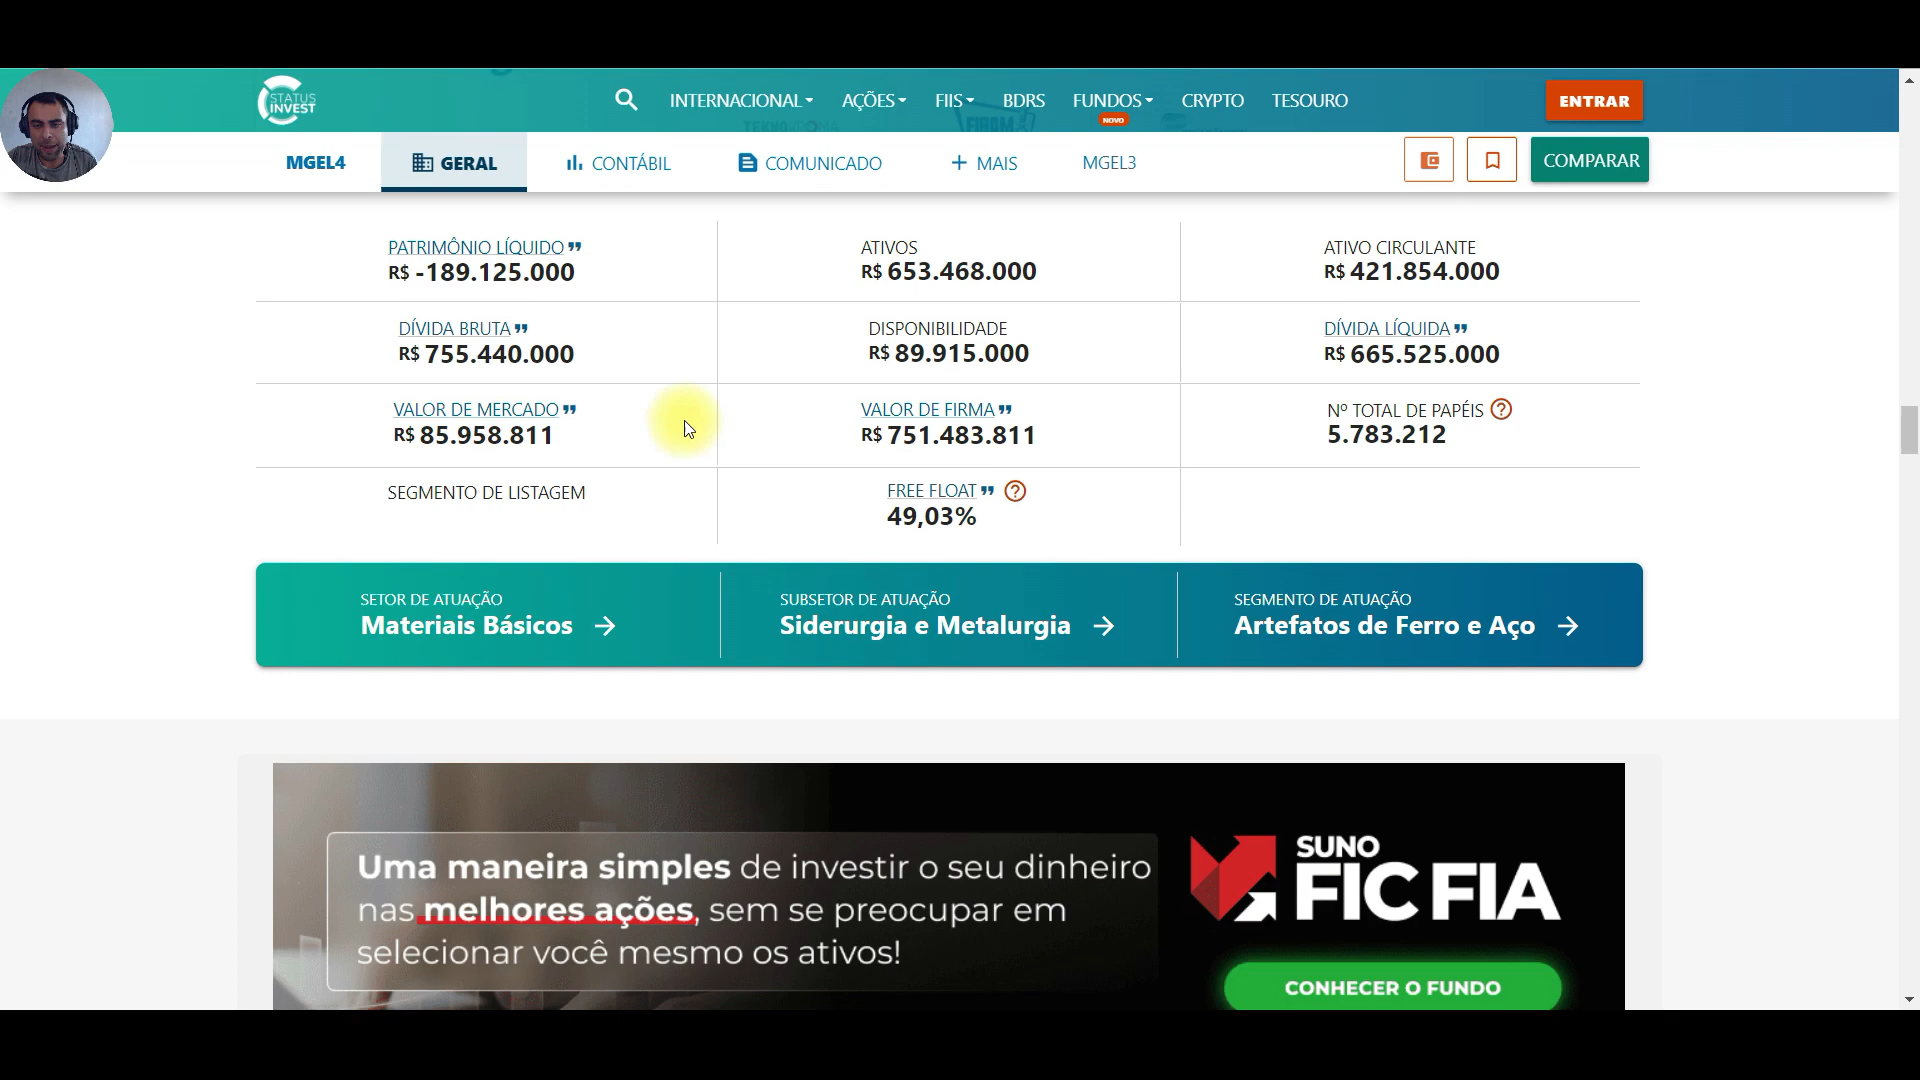 STATUS
INVEST
INTERNACIONAL
AÇÕES
FIIS
BDRS
FUNDOS
NOVO
CRYPTO
TESOURO
ENTRAR
MGEL4
GERAL
CONTÁBIL
COMUNICADO
+ MAIS
MGEL3
COMPARAR
PATRIMÔNIO LÍQUIDO
R$ -189.125.000
ATIVOS
R$ 653.468.000
ATIVO CIRCULANTE
R$ 421.854.000
DÍVIDA BRUTA
R$ 755.440.000
DISPONIBILIDADE
R$ 89.915.000
DÍVIDA LÍQUIDA
R$ 665.525.000
VALOR DE MERCADO
R$ 85.958.811
VALOR DE FIRMA
R$ 751.483.811
Nº TOTAL DE PAPÉIS ?
5.783.212
SEGMENTO DE LISTAGEM
FREE FLOAT ?
49,03%
SETOR DE ATUAÇÃO
Materiais Básicos →
SUBSETOR DE ATUAÇÃO
Siderurgia e Metalurgia →
SEGMENTO DE ATUAÇÃO
Artefatos de Ferro e Aço →
Uma maneira simples de investir o seu dinheiro
nas melhores ações, sem se preocupar em
selecionar você mesmo os ativos!
SUNO
FIC FIA
CONHECER O FUNDO